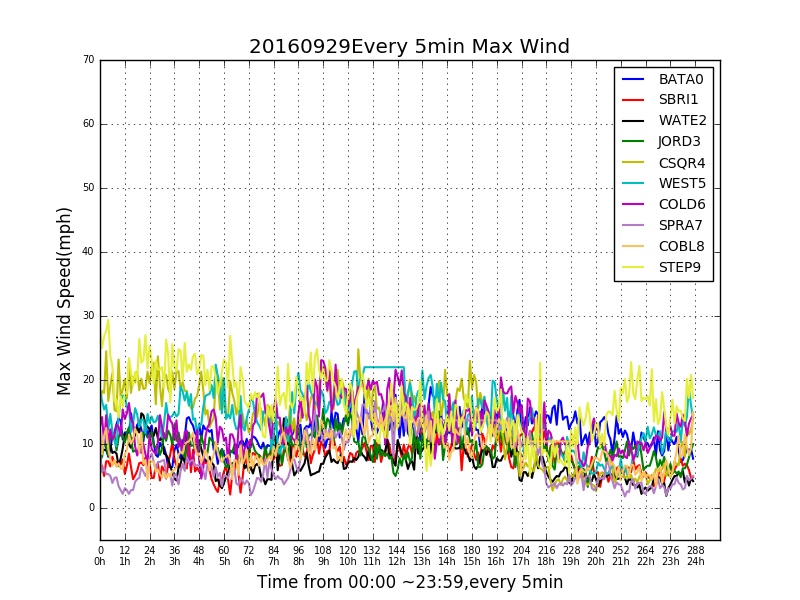 20160929Every 5min Max Wind
70
60
50
40
30
20
10
0
Max Wind Speed(mph)
BATA0
SBRI1
WATE2
JORD3
CSQR4
WEST5
COLD6
SPRA7
COBL8
STEP9
0 12 24 36 48 60 72 84 96 108 120 132 144 156 168 180 192 204 216 228 240 252 264 276 288
0h 1h 2h 3h 4h 5h 6h 7h 8h 9h 10h 11h 12h 13h 14h 15h 16h 17h 18h 19h 20h 21h 22h 23h 24h
Time from 00:00 ~23:59,every 5min